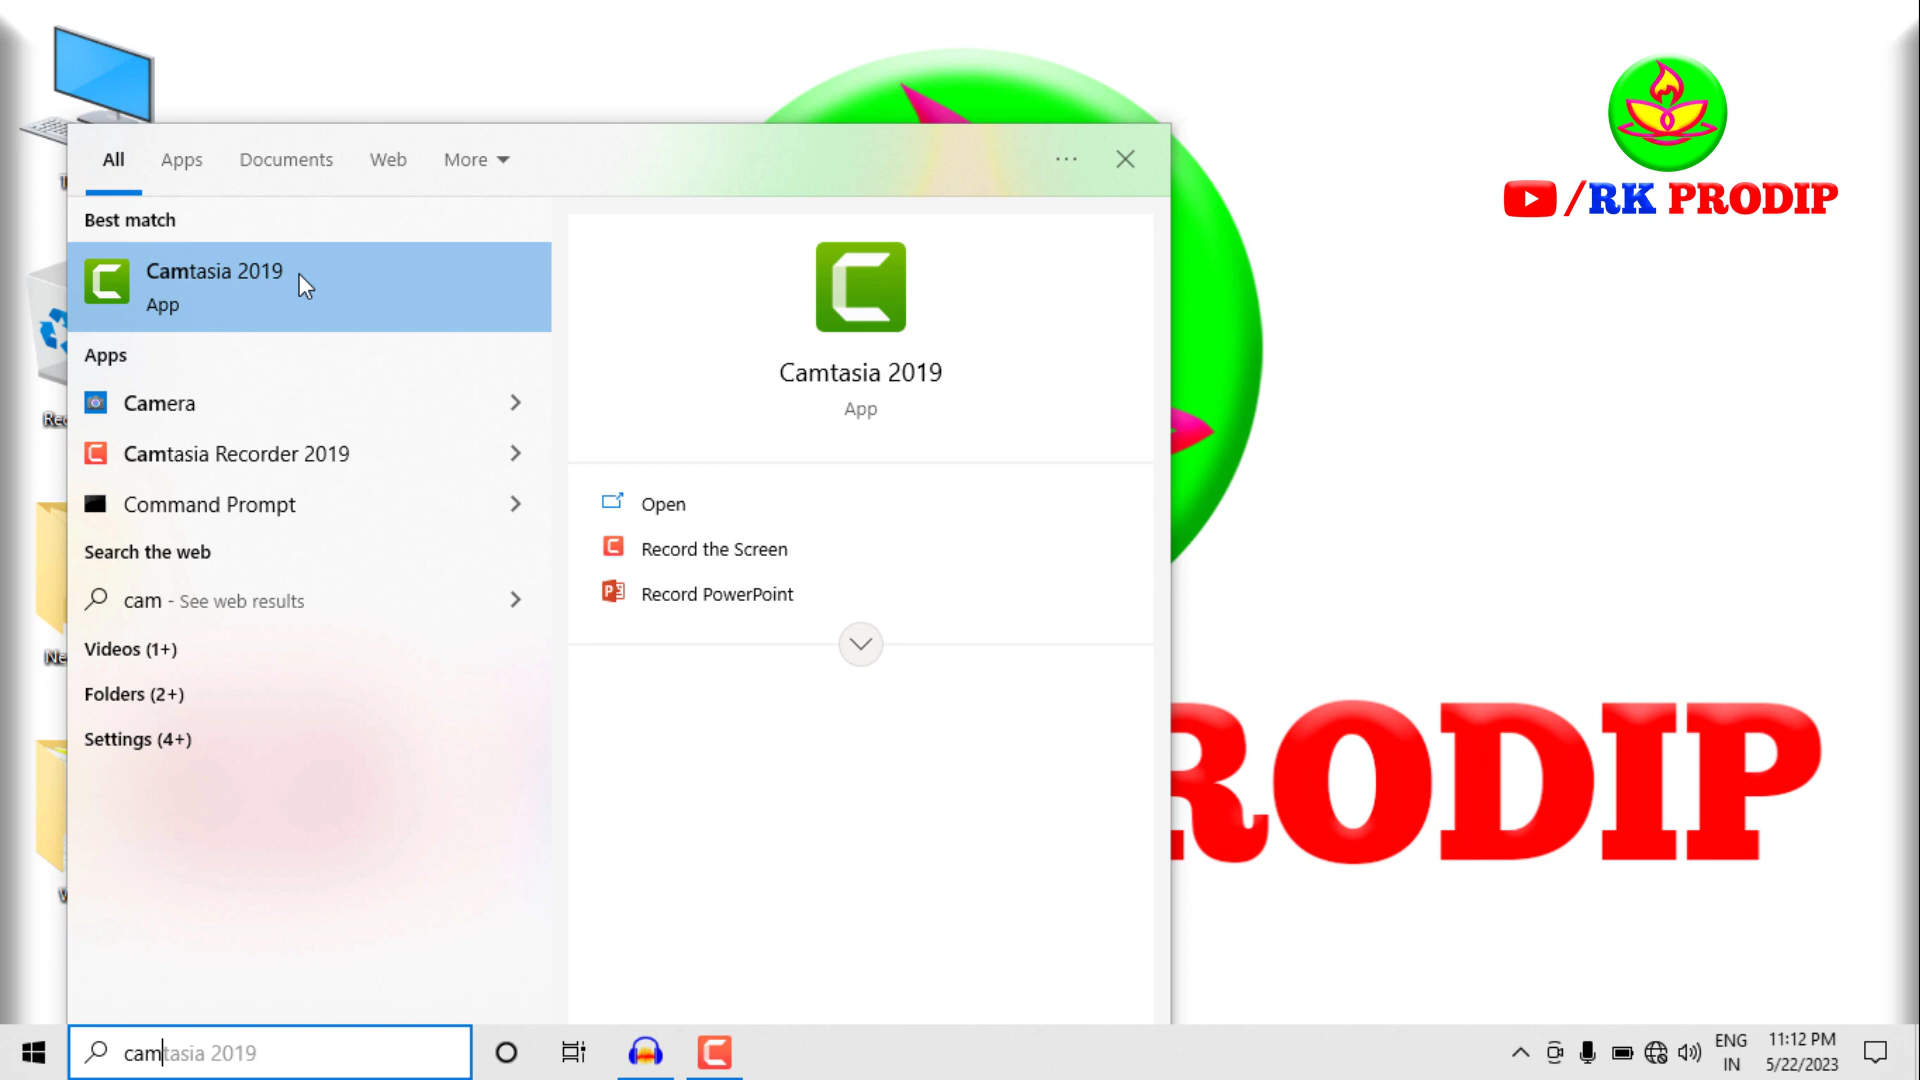 /RK PRODIP
All Apps Documents Web More
Best match
Camtasia 2019
App
Apps
Camera
Camtasia Recorder 2019
Command Prompt
Search the web
cam - See web results
Videos (1+)
Folders (2+)
Settings (4+)
Camtasia 2019
App
Open
Record the Screen
Record PowerPoint
RODIP
camtasia 2019
ENG
IN
11:12 PM
5/22/2023